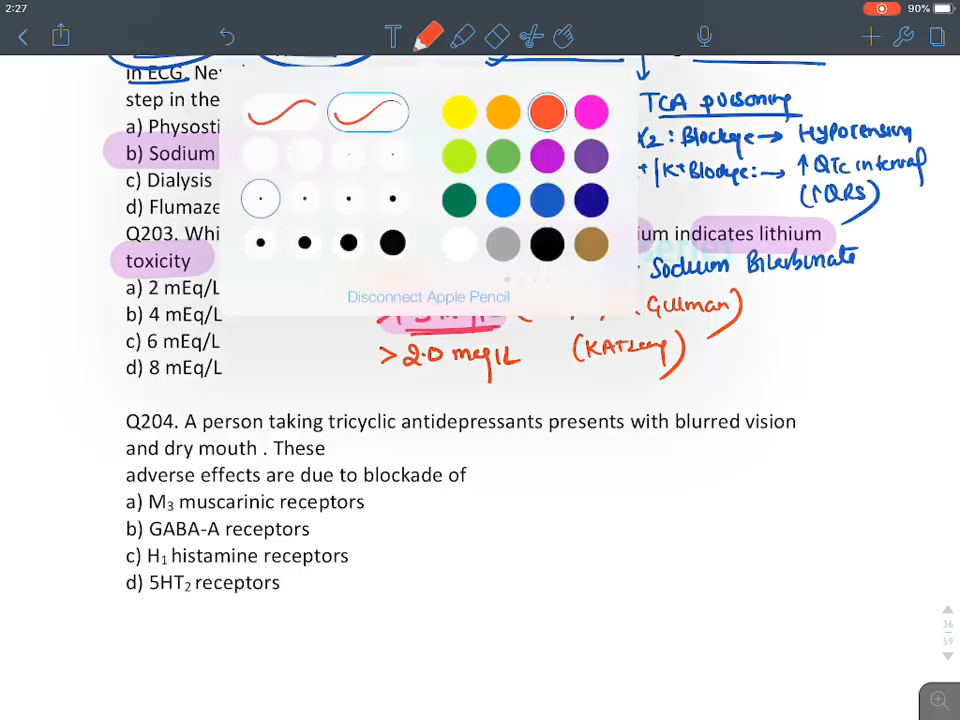 2:27
90%
T
in ECG. Ne
step in the
a) Physosti
b) Sodium
c) Dialysis
d) Flumaze
TCA poisoning
: Blockage → Hypotension
+/K+ Blockage: → ↑ QTc interval
(↑QRS)
Q203. Whi
ium indicates lithium
toxicity
Sodium Bicarbonate
a) 2 mEq/L
b) 4 mEq/L
c) 6 mEq/L
d) 8 mEq/L
Disconnect Apple Pencil
> 2.0 meq/L
Q204. A person taking tricyclic antidepressants presents with blurred vision
and dry mouth . These
adverse effects are due to blockade of
a) M3 muscarinic receptors
b) GABA-A receptors
c) H1 histamine receptors
d) 5HT2 receptors
36
59